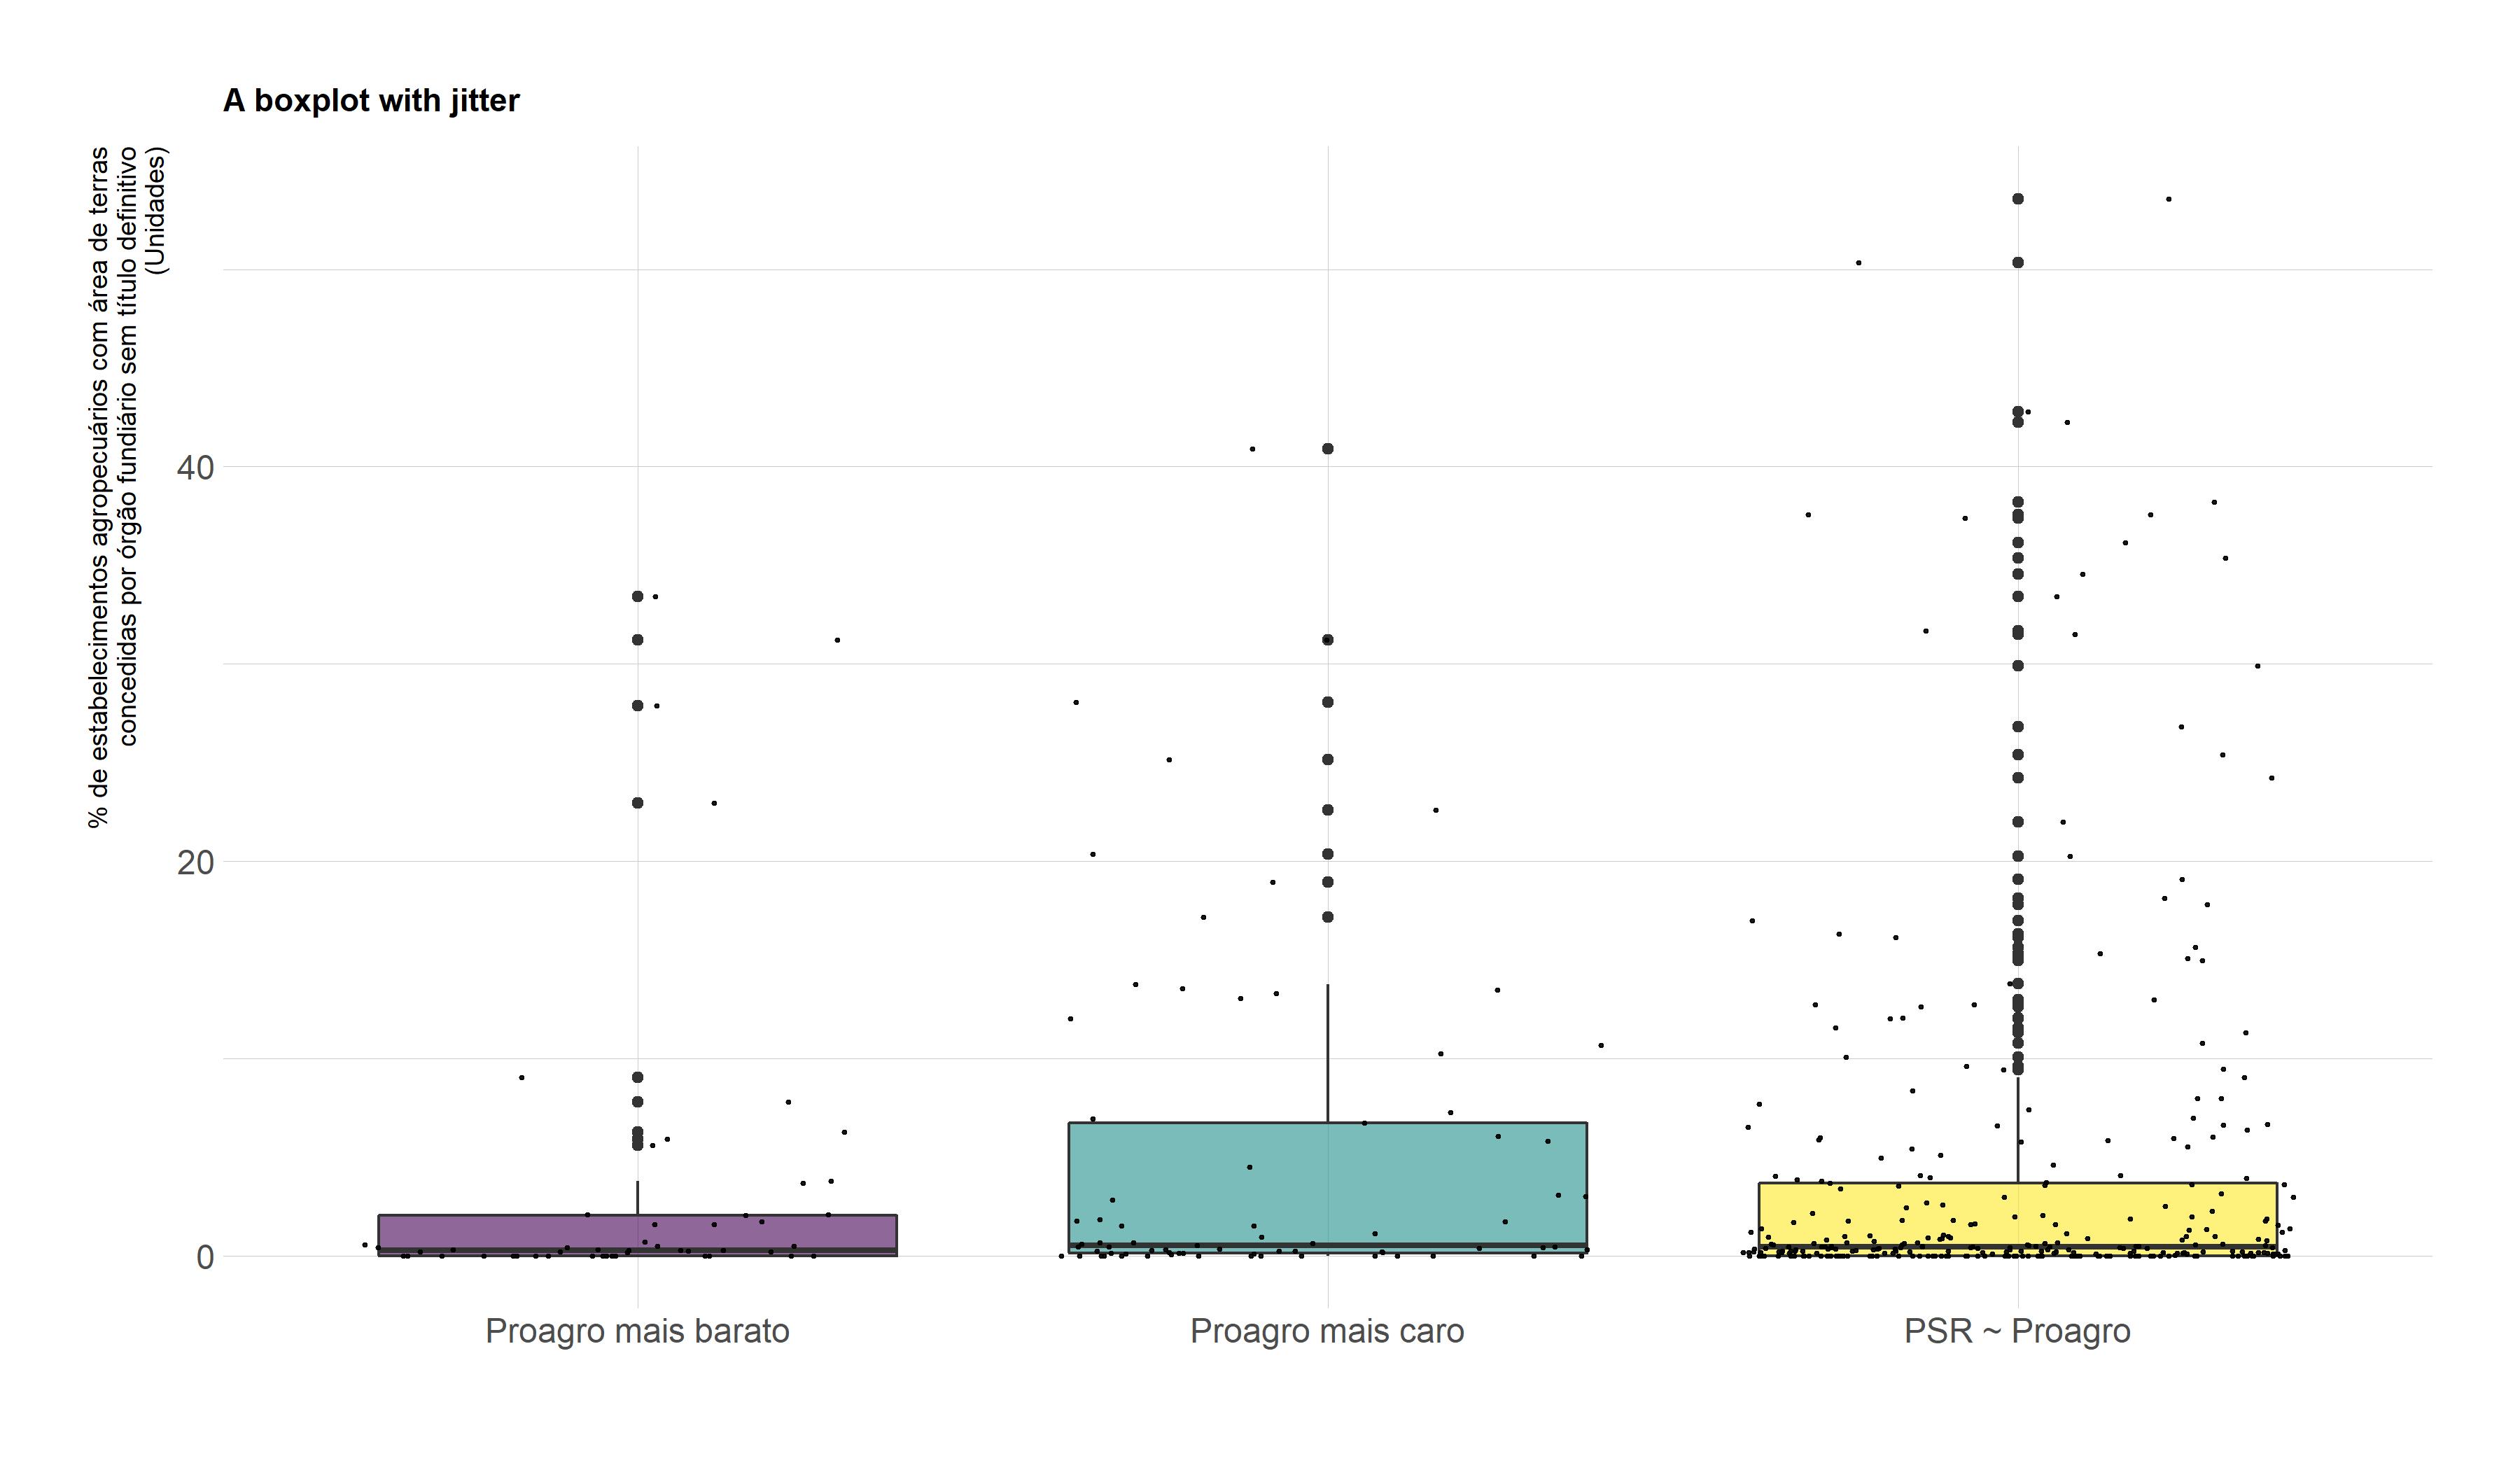 A boxplot with jitter
% de estabelecimentos agropecuários com área de terras
concedidas por órgão fundiário sem título definitivo
(Unidades)
40
20
0
Proagro mais barato
Proagro mais caro
PSR ~ Proagro